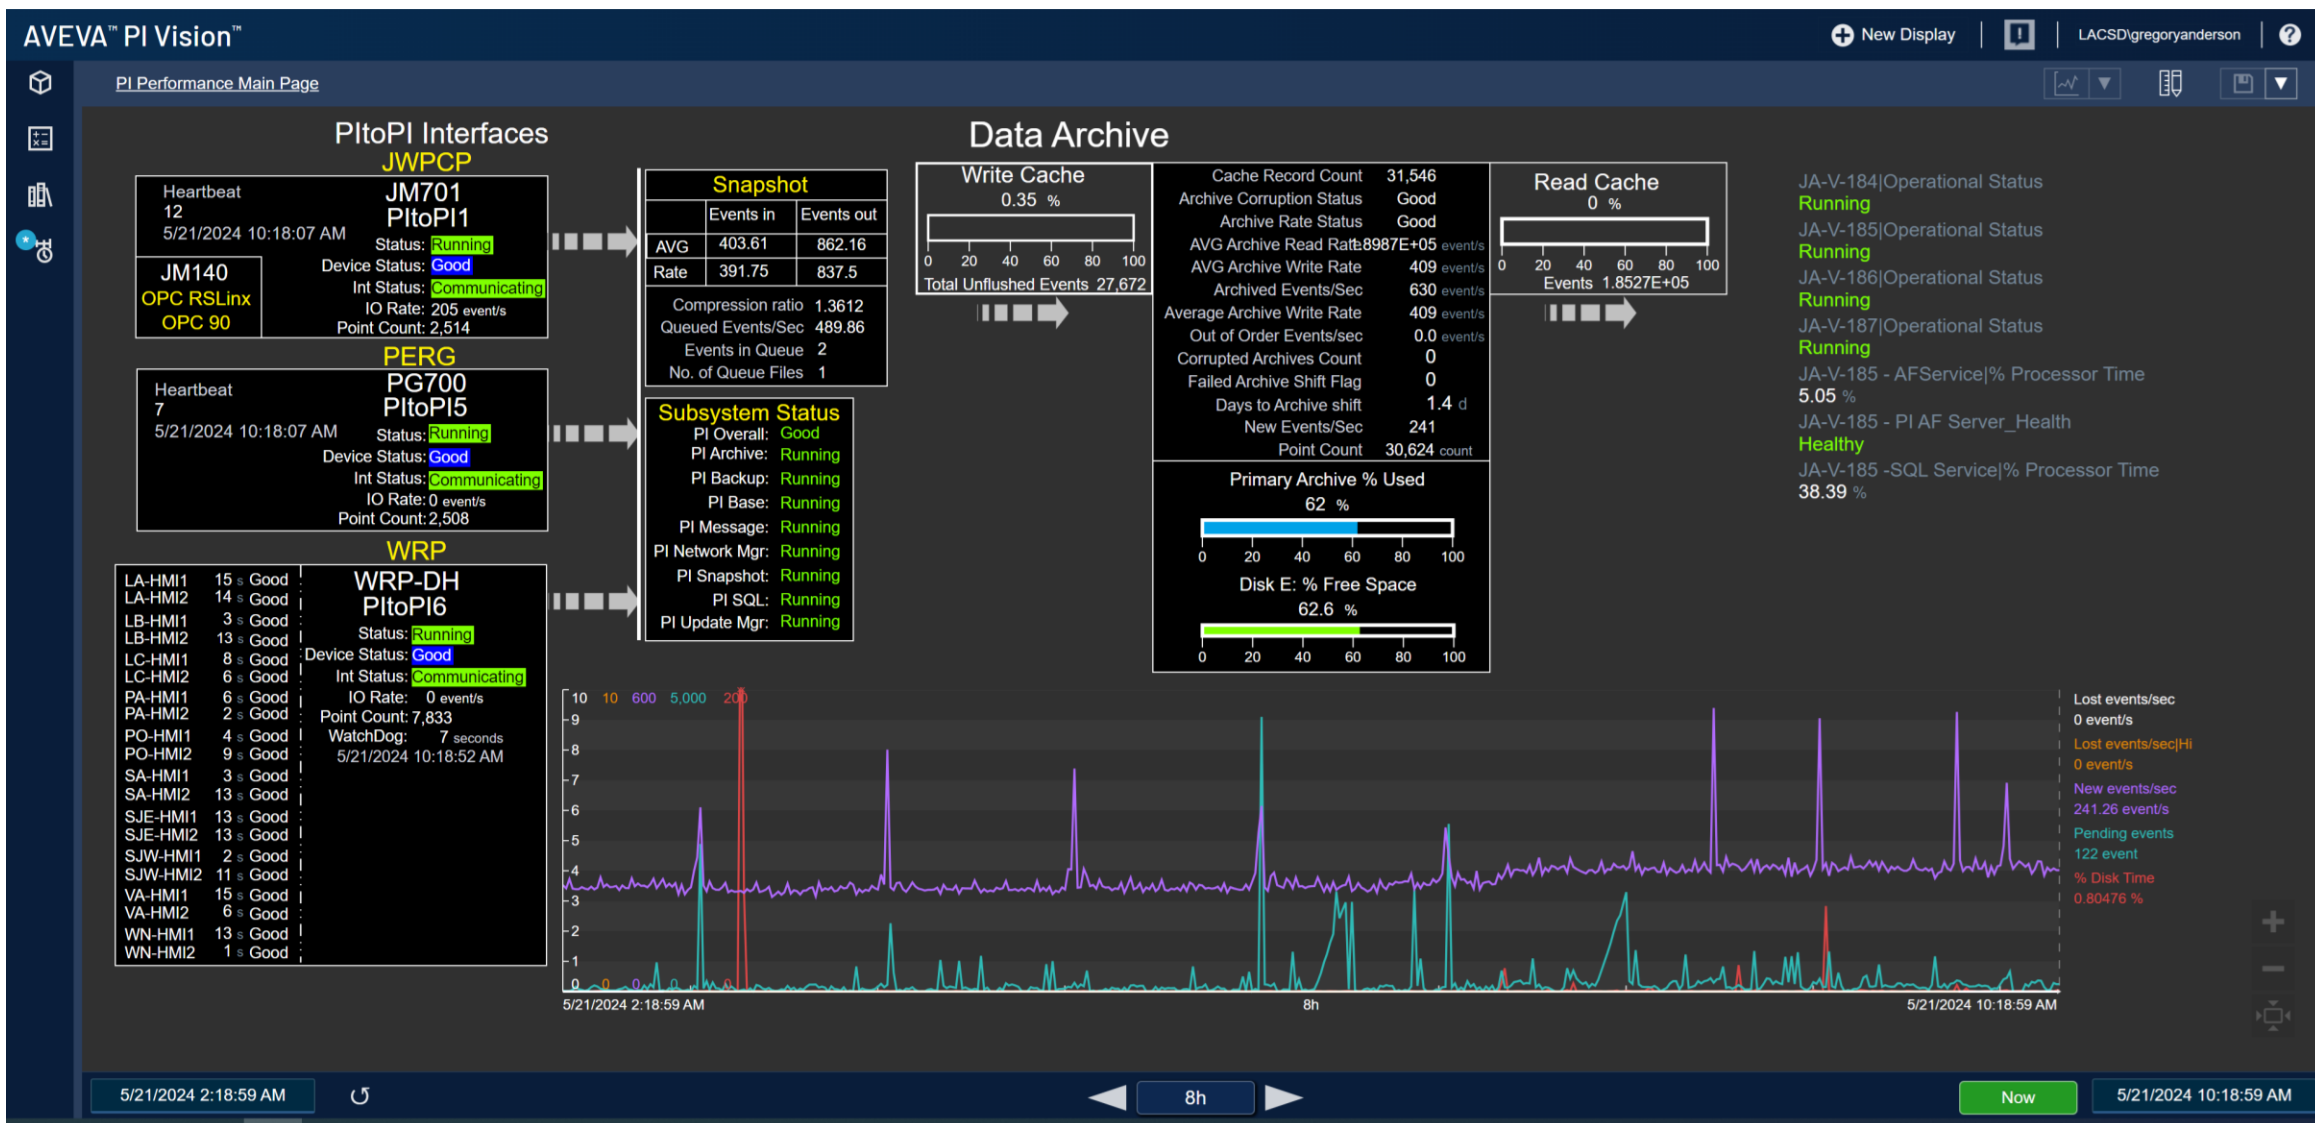 AVEVA™ PI Vision™
New Display
LACSD\gregoryanderson
?
PI Performance Main Page
PItoPI Interfaces
JWPCP
Heartbeat
12
5/21/2024 10:18:07 AM
JM701
PItoPI1
Status: Running
Device Status: Good
Int Status: Communicating
IO Rate: 205 event/s
Point Count: 2,514
JM140
OPC RSLinx
OPC 90
PERG
Heartbeat
7
5/21/2024 10:18:07 AM
PG700
PItoPI5
Status: Running
Device Status: Good
Int Status: Communicating
IO Rate: 0 event/s
Point Count: 2,508
WRP
LA-HMI1 15 s Good
LA-HMI2 14 s Good
LB-HMI1 3 s Good
LB-HMI2 13 s Good
LC-HMI1 8 s Good
LC-HMI2 6 s Good
PA-HMI1 6 s Good
PA-HMI2 2 s Good
PO-HMI1 4 s Good
PO-HMI2 9 s Good
SA-HMI1 3 s Good
SA-HMI2 13 s Good
SJE-HMI1 13 s Good
SJE-HMI2 13 s Good
SJW-HMI1 2 s Good
SJW-HMI2 11 s Good
VA-HMI1 15 s Good
VA-HMI2 6 s Good
WN-HMI1 13 s Good
WN-HMI2 1 s Good
WRP-DH
PItoPI6
Status: Running
Device Status: Good
Int Status: Communicating
IO Rate: 0 event/s
Point Count: 7,833
WatchDog: 7 seconds
5/21/2024 10:18:52 AM
Snapshot
Events in Events out
AVG 403.61 862.16
Rate 391.75 837.5
Compression ratio 1.3612
Queued Events/Sec 489.86
Events in Queue 2
No. of Queue Files 1
Subsystem Status
PI Overall: Good
PI Archive: Running
PI Backup: Running
PI Base: Running
PI Message: Running
PI Network Mgr: Running
PI Snapshot: Running
PI SQL: Running
PI Update Mgr: Running
Data Archive
Write Cache
0.35 %
0 20 40 60 80 100
Total Unflushed Events 27,672
Cache Record Count 31,546
Archive Corruption Status Good
Archive Rate Status Good
AVG Archive Read Rate 1.8987E+05 event/s
AVG Archive Write Rate 409 event/s
Archived Events/Sec 630 event/s
Average Archive Write Rate 409 event/s
Out of Order Events/sec 0.0 event/s
Corrupted Archives Count 0
Failed Archive Shift Flag 0
Days to Archive shift 1.4 d
New Events/Sec 241
Point Count 30,624 count
Primary Archive % Used
62 %
0 20 40 60 80 100
Disk E: % Free Space
62.6 %
0 20 40 60 80 100
Read Cache
0 %
0 20 40 60 80 100
Events 1.8527E+05
JA-V-184|Operational Status
Running
JA-V-185|Operational Status
Running
JA-V-186|Operational Status
Running
JA-V-187|Operational Status
Running
JA-V-185 - AFService|% Processor Time
5.05 %
JA-V-185 - PI AF Server_Health
Healthy
JA-V-185 -SQL Service|% Processor Time
38.39 %
10 10 600 5,000 200
9
8
7
6
5
4
3
2
1
0 0 0 0 0
5/21/2024 2:18:59 AM 8h 5/21/2024 10:18:59 AM
Lost events/sec
0 event/s
Lost events/sec|Hi
0 event/s
New events/sec
241.26 event/s
Pending events
122 event
% Disk Time
0.80476 %
5/21/2024 2:18:59 AM 8h Now 5/21/2024 10:18:59 AM